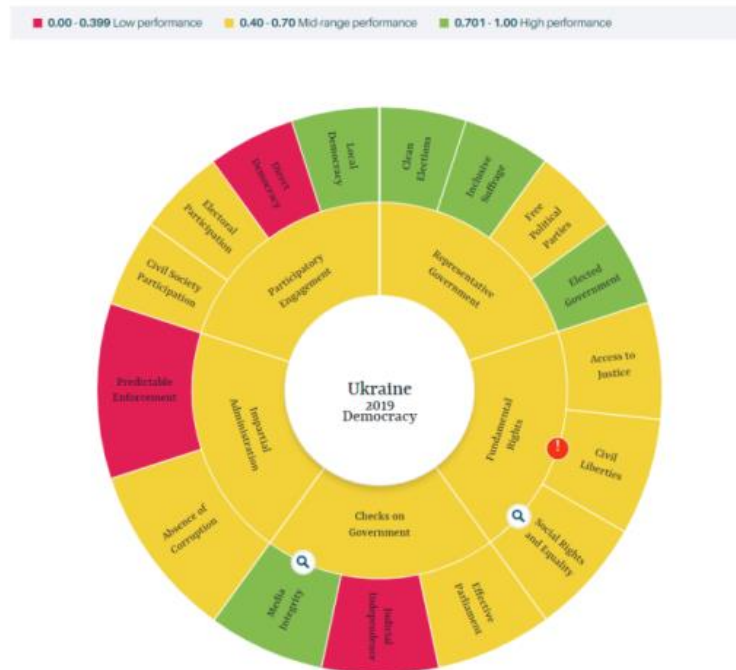 0.00 - 0.399 Low performance
0.40 - 0.70 Mid-range performance
0.701 - 1.00 High performance
Local
Democracy
Clean
Elections
Inclusive
Suffrage
Direct
Democracy
Free
Political
Parties
Electoral
Participation
Civil Society
Participation
Participatory
Engagement
Representative
Government
Elected
Government
Predictable
Enforcement
Access to
Justice
Ukraine
2019
Democracy
Impartial
Administration
Fundamental
Rights
!
Civil
Liberties
Checks on
Government
Absence of
Corruption
Social Rights
and Equality
Media
Integrity
Judicial
Independence
Effective
Parliament